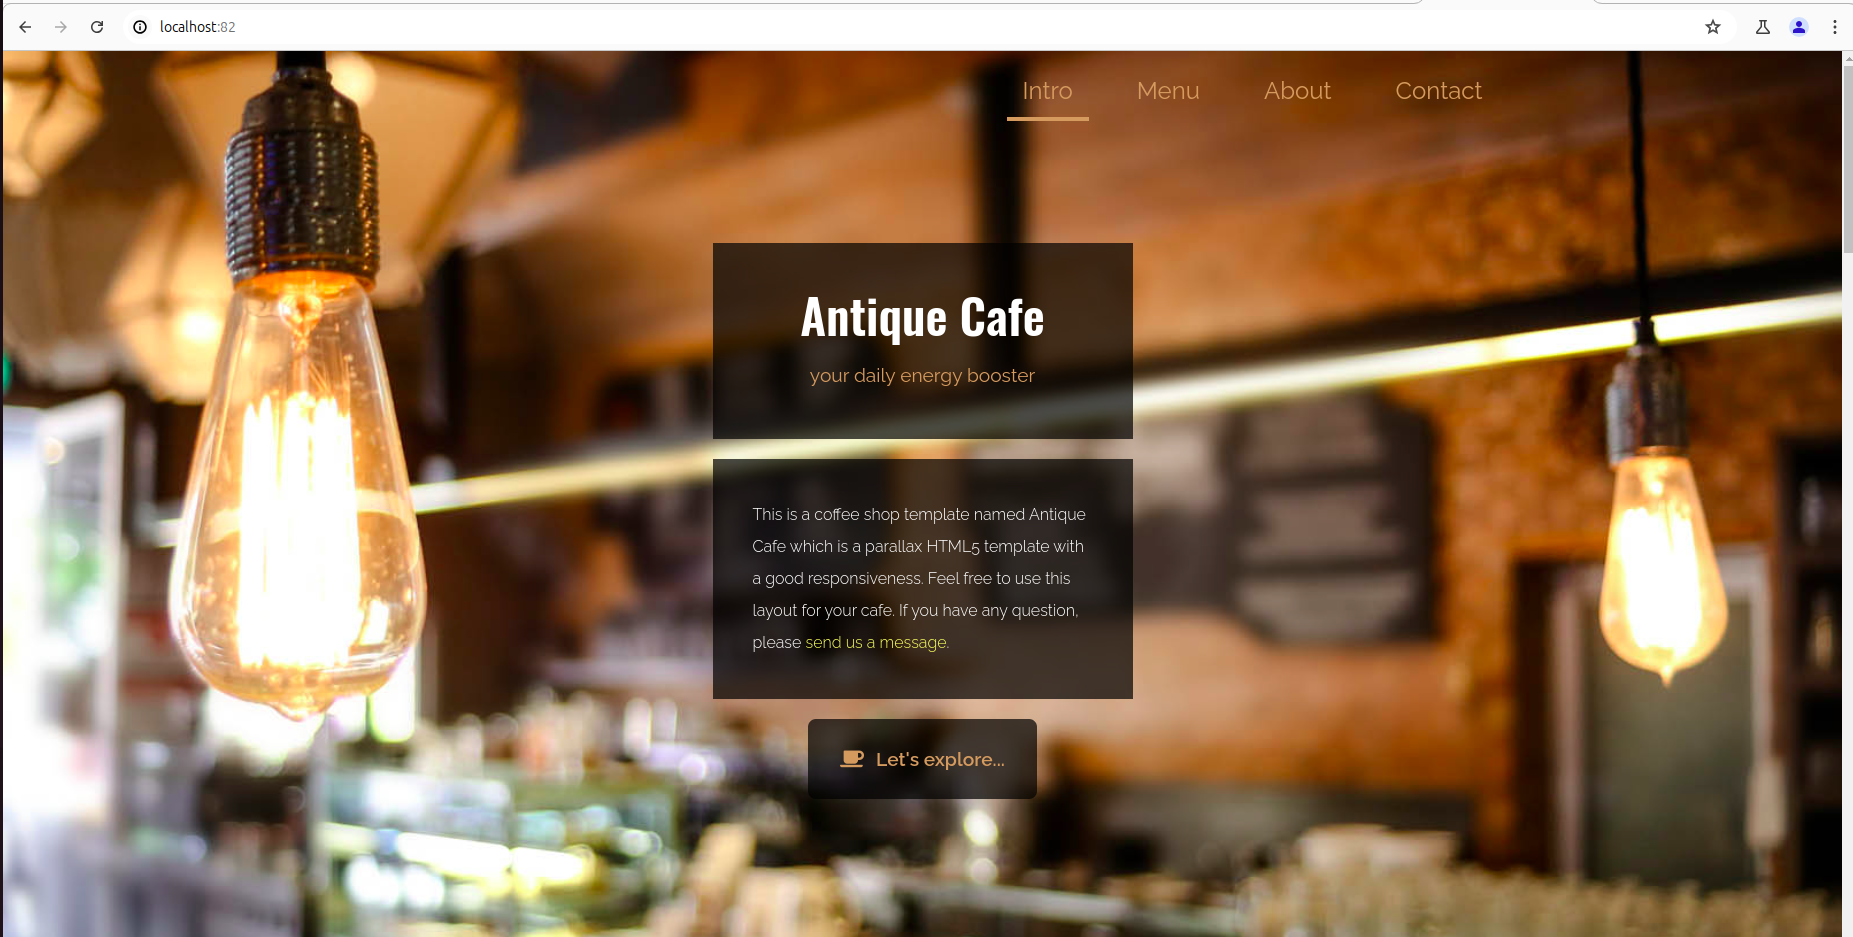 localhost:82
Intro Menu About Contact
Antique Cafe
your daily energy booster
This is a coffee shop template named Antique
Cafe which is a parallax HTML5 template with
a good responsiveness. Feel free to use this
layout for your cafe. If you have any question,
please send us a message.
Let's explore...